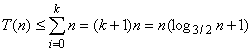 T(n) ≤ ∑_{i=0}^{k} n = (k+1)n = n(log_{3/2} n+1)